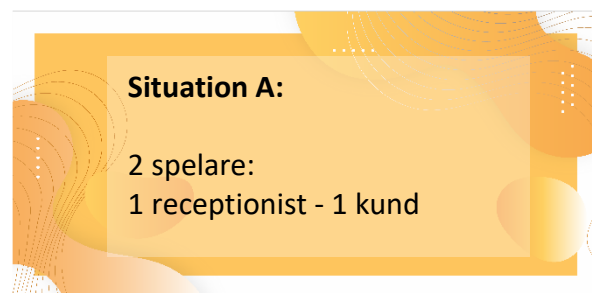 Situation A:
2 spelare:
1 receptionist - 1 kund